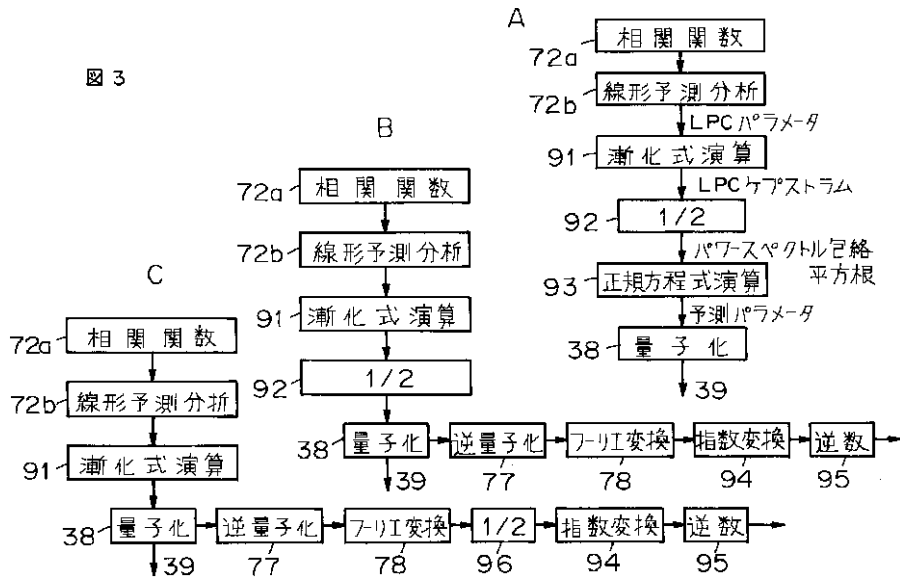 図3
A
72a
相関関数
72b
線形予測分析
LPCパラメータ
91
漸化式演算
LPCケプストラム
92
1/2
パワースペクトル包絡
平方根
93
正規方程式演算
予測パラメータ
38
量子化
39
B
72a
相関関数
72b
線形予測分析
91
漸化式演算
92
1/2
38
量子化
逆量子化
フーリエ変換
指数変換
逆数
39
77
78
94
95
C
72a
相関関数
72b
線形予測分析
91
漸化式演算
38
量子化
逆量子化
フーリエ変換
1/2
指数変換
逆数
39
77
78
96
94
95